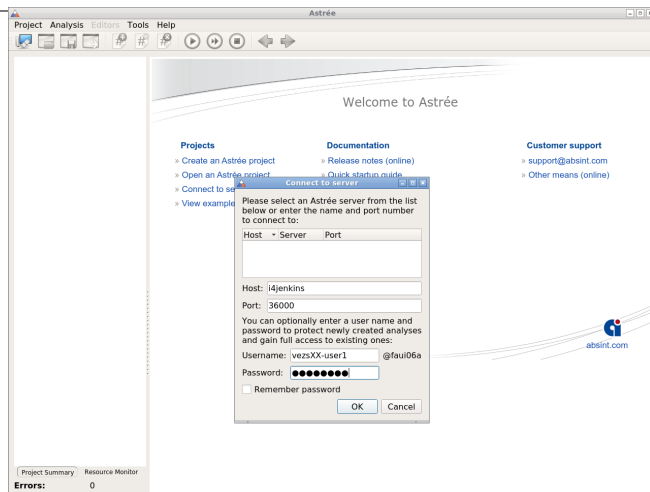 Astrée
Project Analysis Editors Tools Help
Welcome to Astrée
Projects
» Create an Astrée project
» Open an Astrée project
» Connect to se
» View example
Documentation
» Release notes (online)
» Quick startup guide
Customer support
» support@absint.com
» Other means (online)
Connect to server
Please select an Astrée server from the list
below or enter the name and port number
to connect to:
Host Server Port
Host: i4jenkins
Port: 36000
You can optionally enter a user name and
password to protect newly created analyses
and gain full access to existing ones:
Username: vezsXX-user1 @faui06a
Password: ●●●●●●●●
Remember password
OK Cancel
absint.com
Project Summary Resource Monitor
Errors: 0